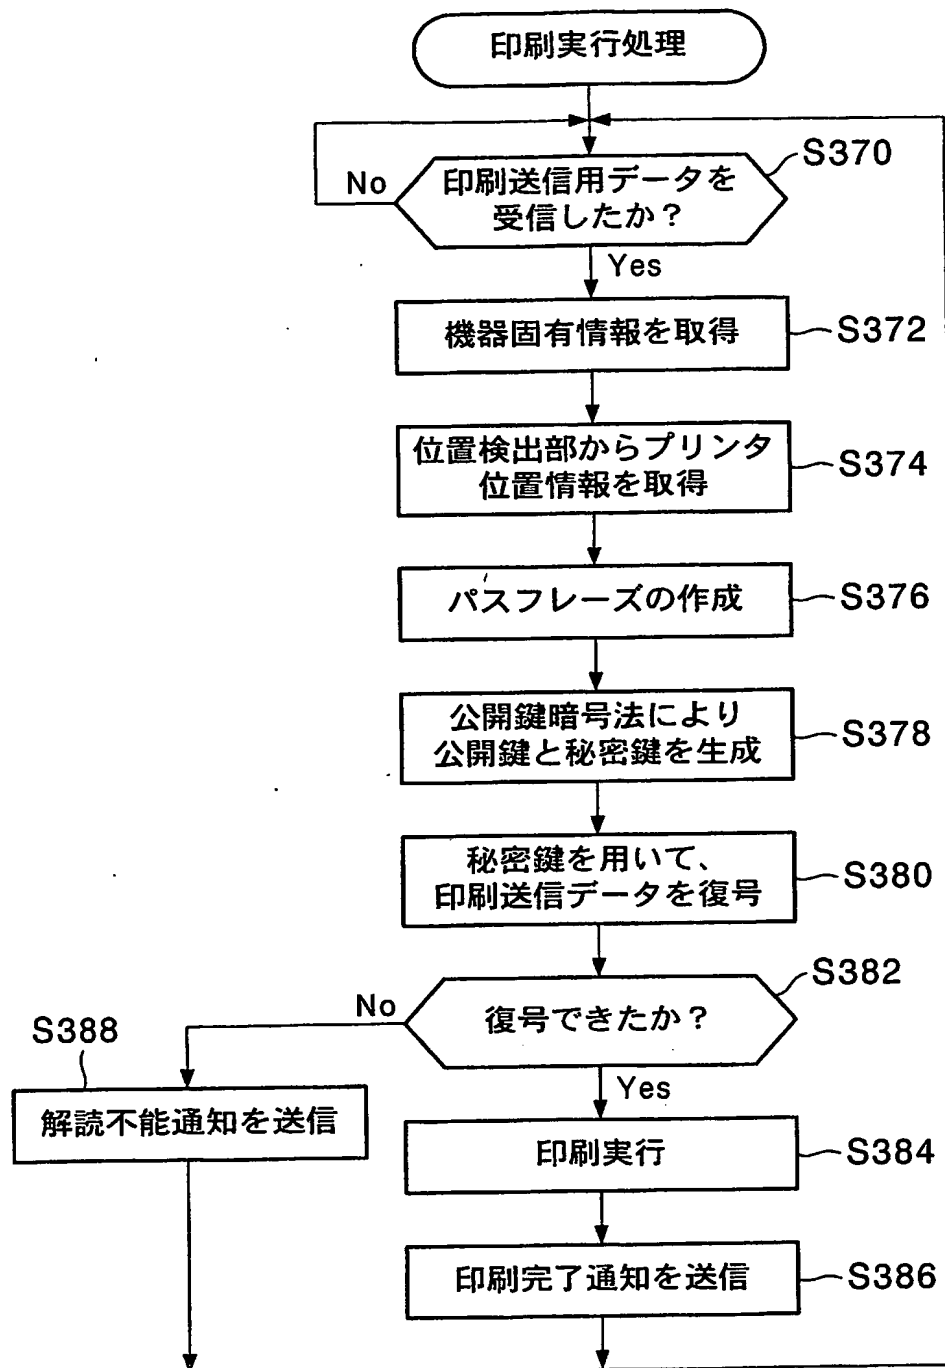 印刷実行処理
S370
No
印刷送信用データを
受信したか？
Yes
機器固有情報を取得
S372
位置検出部からプリンタ
位置情報を取得
S374
パスフレーズの作成
S376
公開鍵暗号法により
公開鍵と秘密鍵を生成
S378
秘密鍵を用いて、
印刷送信データを復号
S380
S382
No
復号できたか？
S388
Yes
解読不能通知を送信
印刷実行
S384
印刷完了通知を送信
S386